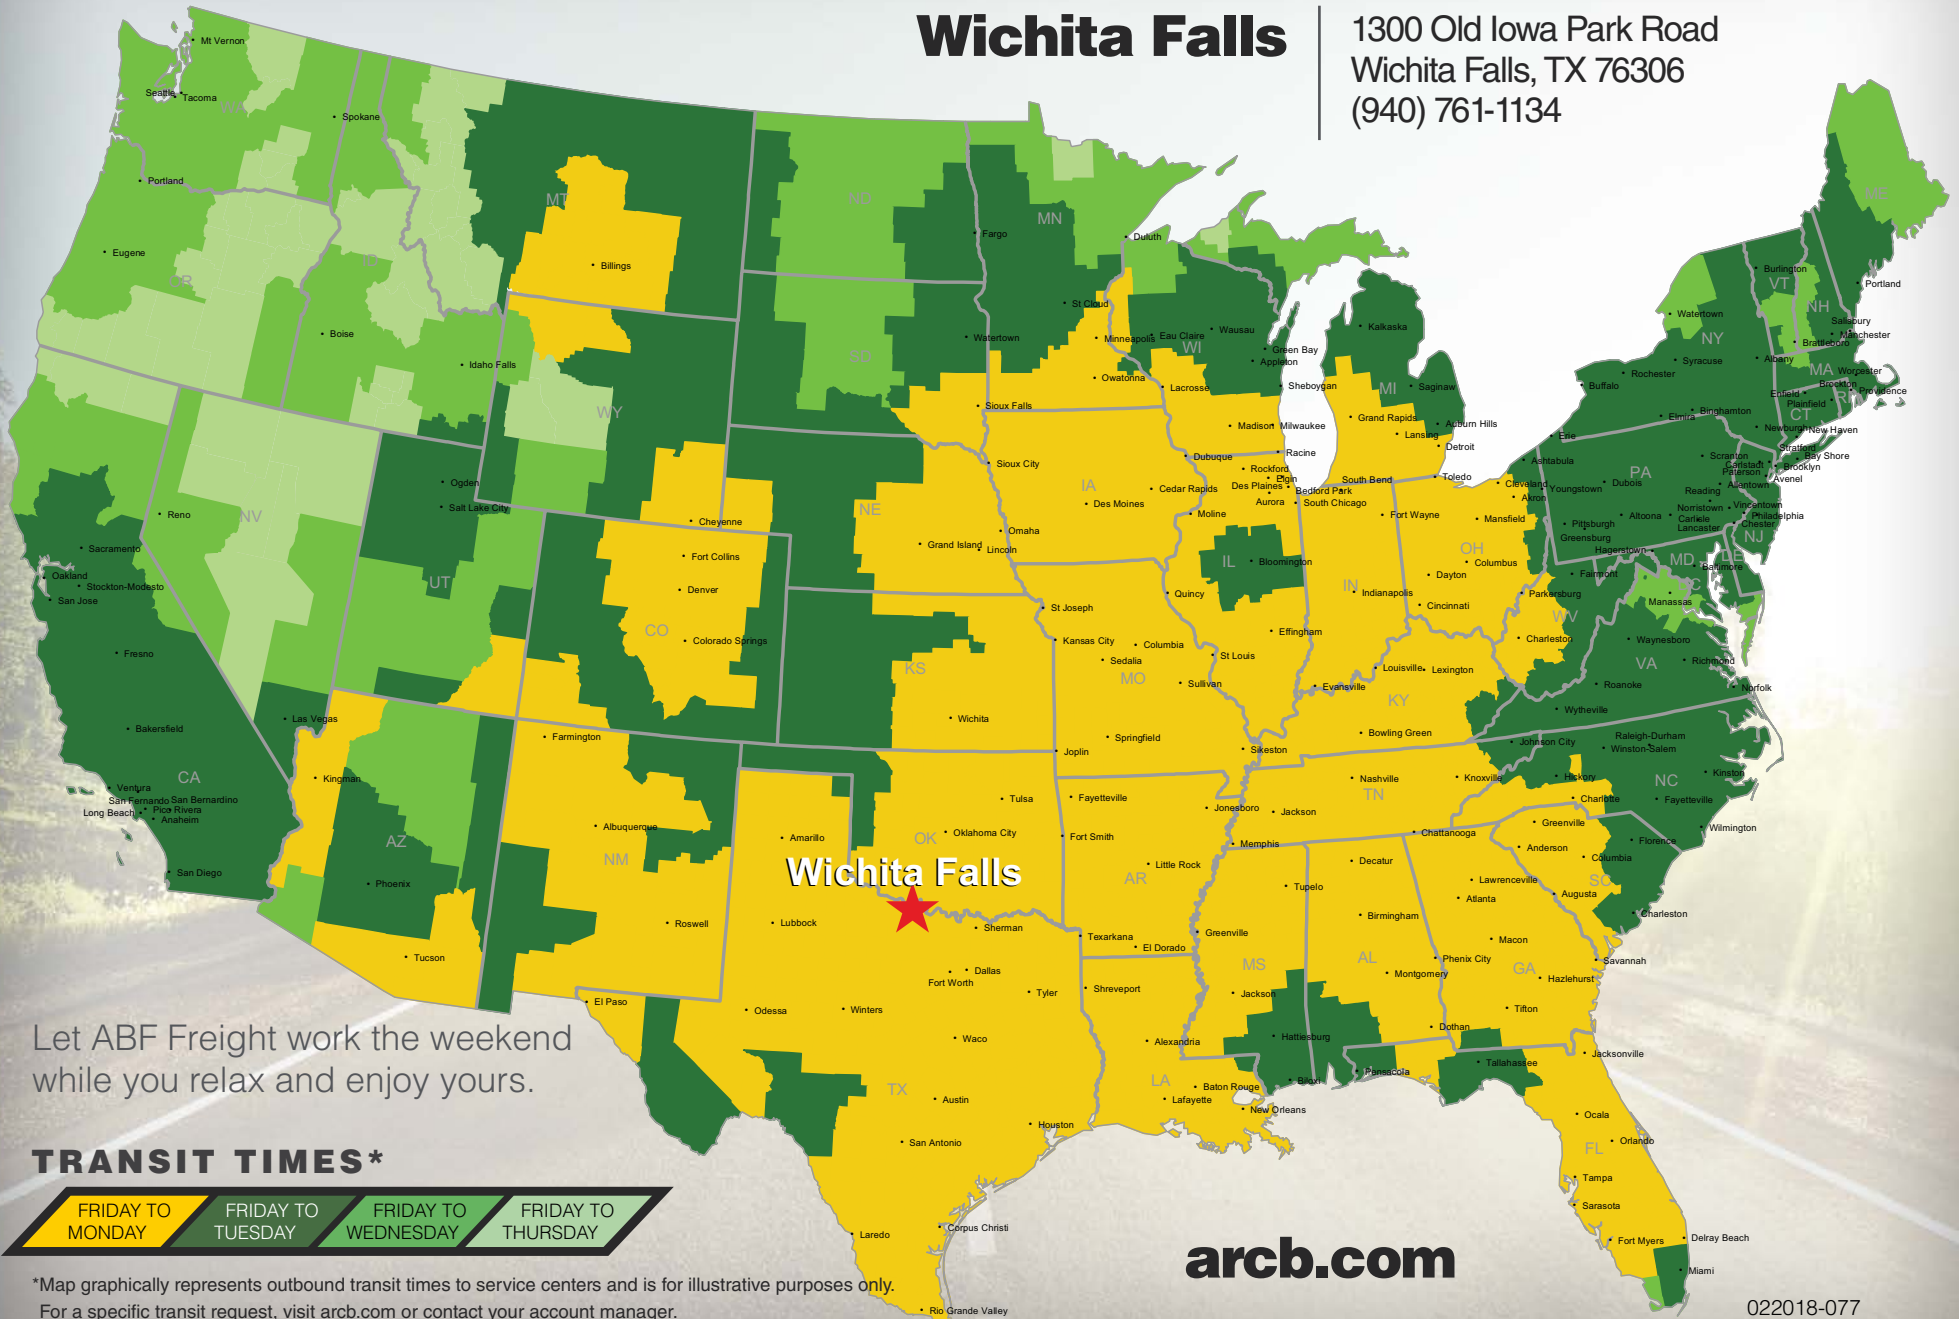 Wichita Falls
1300 Old Iowa Park Road
Wichita Falls, TX 76306
(940) 761-1134
Mt Vernon
Seattle
Tacoma
WA
Spokane
Portland
Eugene
OR
ID
Boise
Idaho Falls
MT
Billings
WY
ND
SD
Fargo
MN
Duluth
St Cloud
Watertown
Minneapolis
Eau Claire
Wausau
WI
Green Bay
Appleton
Owatonna
Lacrosse
Sheboygan
Sioux Falls
Madison
Milwaukee
Racine
Kalkaska
MI
Saginaw
Grand Rapids
Lansing
Auburn Hills
Detroit
Burlington
VT
NH
ME
Portland
Watertown
NY
Salisbury
Manchester
Brattleboro
Syracuse
Albany
MA
Worcester
Rochester
Brockton
Buffalo
Enfield
RI
Providence
Plainfield
CT
Elmira
Binghamton
Newburgh
New Haven
Erie
Stratford
Scranton
Bay Shore
Carlstadt
Brooklyn
Paterson
Avenel
Ashtabula
PA
Dubois
Allantown
Reading
Youngstown
Norristown
Vincentown
Altoona
Carlisle
Philadelphia
Lancaster
Chester
Pittsburgh
Greensburg
NJ
Hagerstown
MD
DE
Baltimore
Fairmont
DC
Manassas
Reno
NV
Sacramento
Oakland
Stockton-Modesto
San Jose
Fresno
Bakersfield
CA
Ventura
San Fernando
San Bernardino
Long Beach
Pico Rivera
Anaheim
San Diego
Las Vegas
Ogden
Salt Lake City
UT
Cheyenne
Fort Collins
Denver
CO
Colorado Springs
NE
Grand Island
Lincoln
Omaha
Sioux City
IA
Des Moines
Cedar Rapids
Dubuque
Moline
Rockford
Elgin
Des Plaines
Bedford Park
Aurora
South Chicago
South Bend
Toledo
Cleveland
Akron
Fort Wayne
Mansfield
IL
Bloomington
OH
Columbus
IN
Indianapolis
Dayton
Cincinnati
Parkersburg
WV
Charleston
Quincy
St Joseph
Kansas City
Columbia
Sedalia
MO
Sullivan
St Louis
Effingham
Evansville
Louisville
Lexington
KY
Bowling Green
KS
Wichita
Springfield
Joplin
Sikeston
Waynesboro
VA
Richmond
Roanoke
Norfolk
Wytheville
Johnson City
Raleigh-Durham
Winston-Salem
Hickory
NC
Kinston
Charlotte
Fayetteville
Wilmington
Nashville
TN
Knoxville
Jackson
Chattanooga
Memphis
Jonesboro
Greenville
Anderson
Columbia
Florence
SC
Charleston
Augusta
Lawrenceville
Atlanta
Farmington
Kingman
AZ
Phoenix
Tucson
Albuquerque
NM
Roswell
El Paso
Amarillo
Wichita Falls
Lubbock
Tulsa
OK
Oklahoma City
Fayetteville
Fort Smith
Little Rock
AR
Sherman
Texarkana
El Dorado
Greenville
Dallas
Fort Worth
Tyler
Odessa
Winters
Waco
TX
Austin
San Antonio
Houston
Laredo
Corpus Christi
Rio Grande Valley
Shreveport
Alexandria
LA
Baton Rouge
Lafayette
New Orleans
Tupelo
MS
Jackson
Hattiesburg
Biloxi
Decatur
Birmingham
AL
Montgomery
Phenix City
Dothan
Pensacola
Macon
GA
Hazlehurst
Tifton
Savannah
Tallahassee
Jacksonville
Ocala
Orlando
FL
Tampa
Sarasota
Fort Myers
Delray Beach
Miami
Let ABF Freight work the weekend
while you relax and enjoy yours.
TRANSIT TIMES*
FRIDAY TO
MONDAY
FRIDAY TO
TUESDAY
FRIDAY TO
WEDNESDAY
FRIDAY TO
THURSDAY
*Map graphically represents outbound transit times to service centers and is for illustrative purposes only.
For a specific transit request, visit arcb.com or contact your account manager.
arcb.com
022018-077